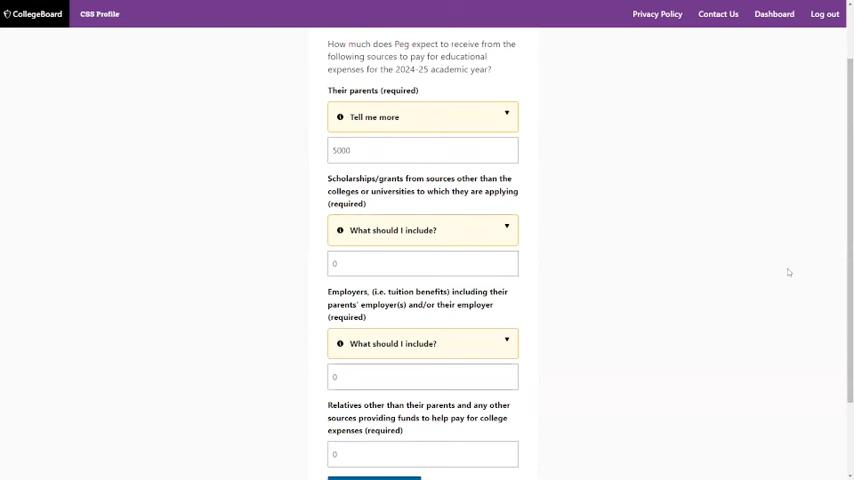 CollegeBoard
CSS Profile
Privacy Policy
Contact Us
Dashboard
Log out
How much does Peg expect to receive from the
following sources to pay for educational
expenses for the 2024-25 academic year?
Their parents (required)
Tell me more
5000
Scholarships/grants from sources other than the
colleges or universities to which they are applying
(required)
What should I include?
0
Employers, (i.e. tuition benefits) including their
parents' employer(s) and/or their employer
(required)
What should I include?
0
Relatives other than their parents and any other
sources providing funds to help pay for college
expenses (required)
0